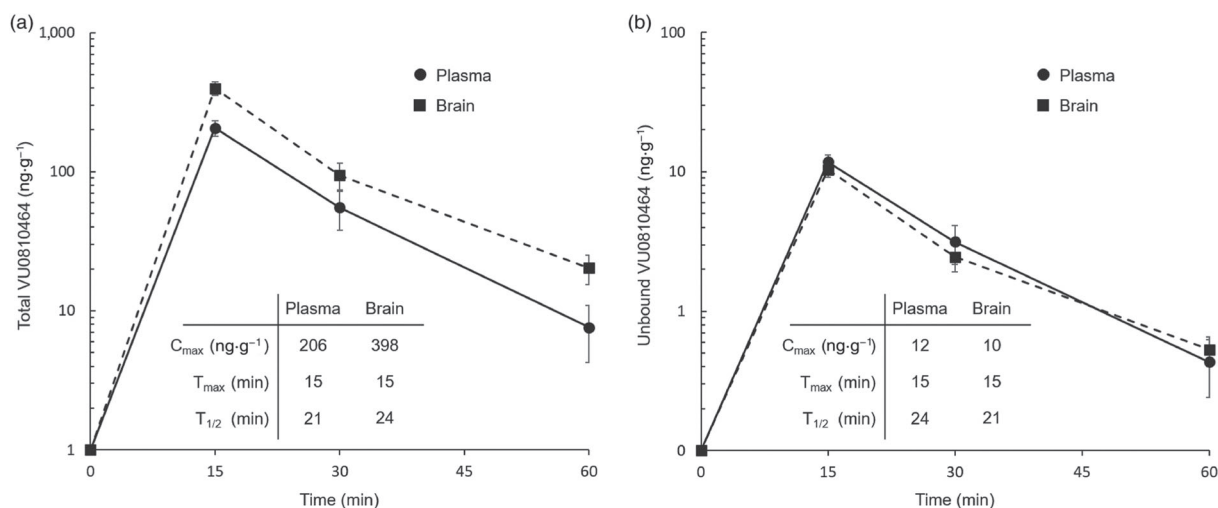 (a)
1,000
100
10
1
Total VU0810464 (ng·g⁻¹)
Plasma
Brain
Plasma Brain
Cmax (ng·g⁻¹) 206 398
Tmax (min) 15 15
T1/2 (min) 21 24
0 15 30 45 60
Time (min)
(b)
100
10
1
0
Unbound VU0810464 (ng·g⁻¹)
Plasma
Brain
Plasma Brain
Cmax (ng·g⁻¹) 12 10
Tmax (min) 15 15
T1/2 (min) 24 21
0 15 30 45 60
Time (min)